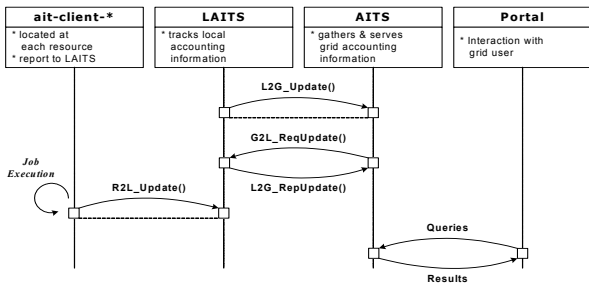 ait-client-*
* located at
each resource
* report to LAITS
LAITS
* tracks local
accounting
information
AITS
* gathers & serves
grid accounting
information
Portal
* Interaction with
grid user
L2G_Update()
G2L_ReqUpdate()
L2G_RepUpdate()
Job
Execution
R2L_Update()
Queries
Results